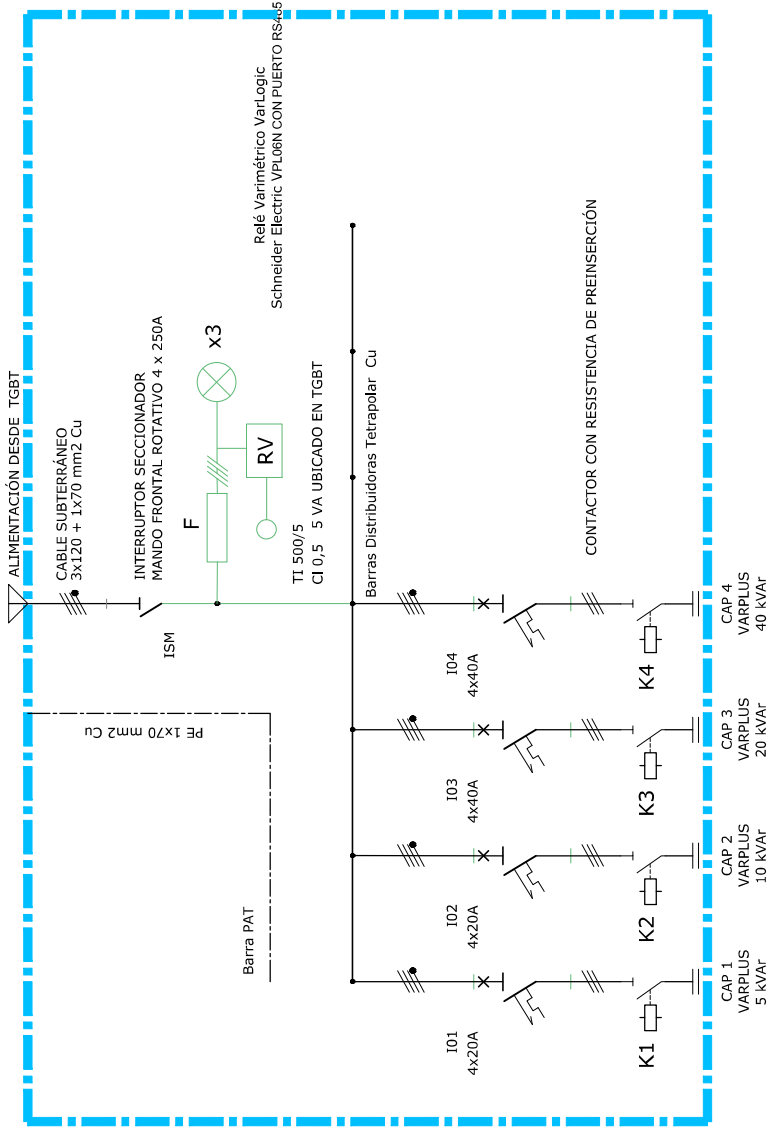 ALIMENTACIÓN DESDE TGBT
CABLE SUBTERRÁNEO
3x120 + 1x70 mm2 Cu
INTERRUPTOR SECCIONADOR
MANDO FRONTAL ROTATIVO 4 x 250A
ISM
F
x3
RV
Relé Varimétrico VarLogic
Schneider Electric VPL06N CON PUERTO RS485
TI 500/5
Cl 0,5 5 VA UBICADO EN TGBT
Barras Distribuidoras Tetrapolar Cu
PE 1x70 mm2 Cu
Barra PAT
CONTACTOR CON RESISTENCIA DE PREINSERCIÓN
I01
4x20A
K1
CAP 1
VARPLUS
5 kVAr
I02
4x20A
K2
CAP 2
VARPLUS
10 kVAr
I03
4x40A
K3
CAP 3
VARPLUS
20 kVAr
I04
4x40A
K4
CAP 4
VARPLUS
40 kVAr